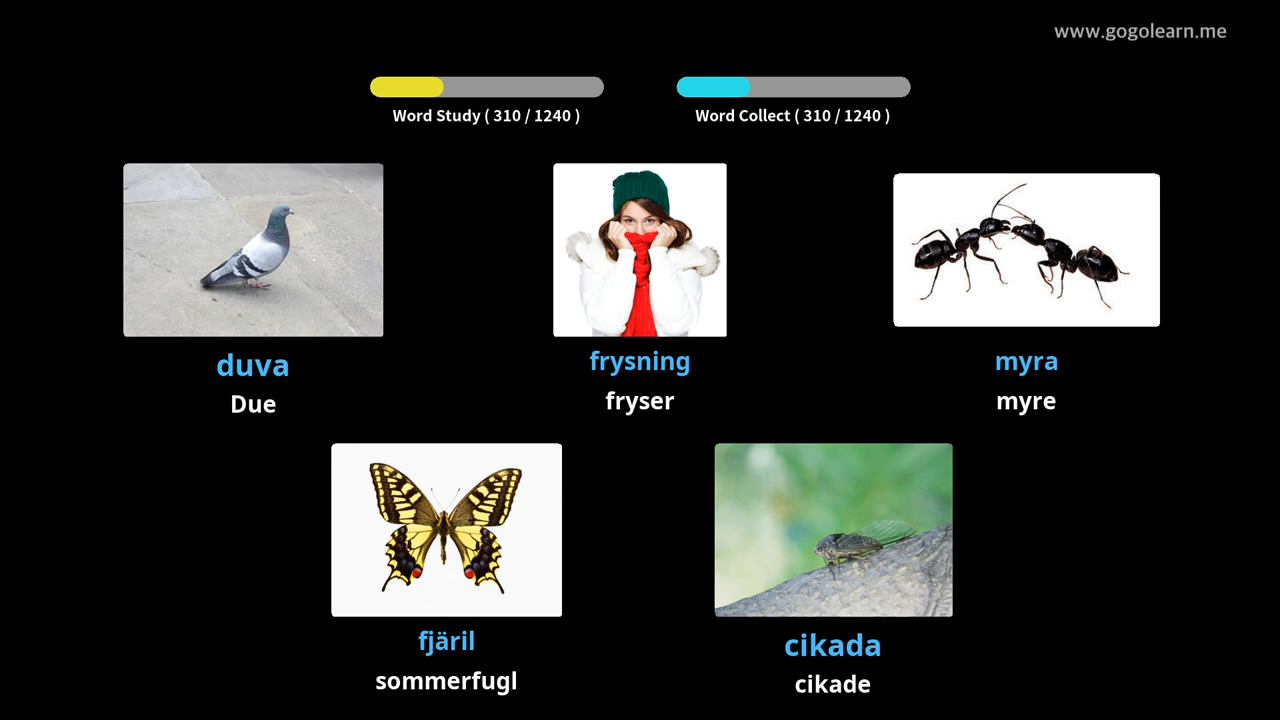 www.gogolearn.me
Word Study ( 310 / 1240 )
Word Collect ( 310 / 1240 )
duva
Due
frysning
fryser
myra
myre
fjäril
sommerfugl
cikada
cikade